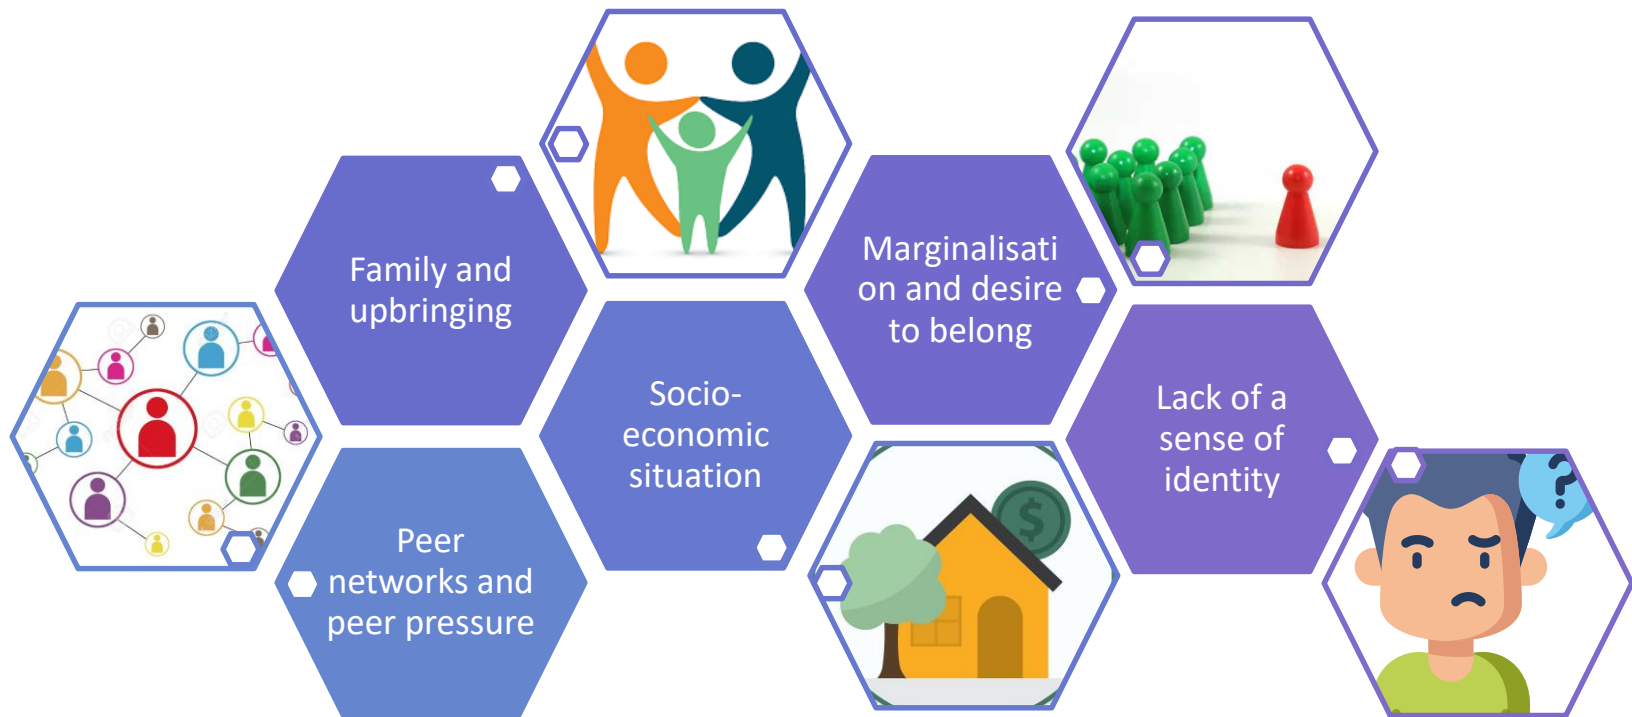 Family and
upbringing
Peer
networks and
peer pressure
Socio-
economic
situation
Marginalisati
on and desire
to belong
Lack of a
sense of
identity
$
?